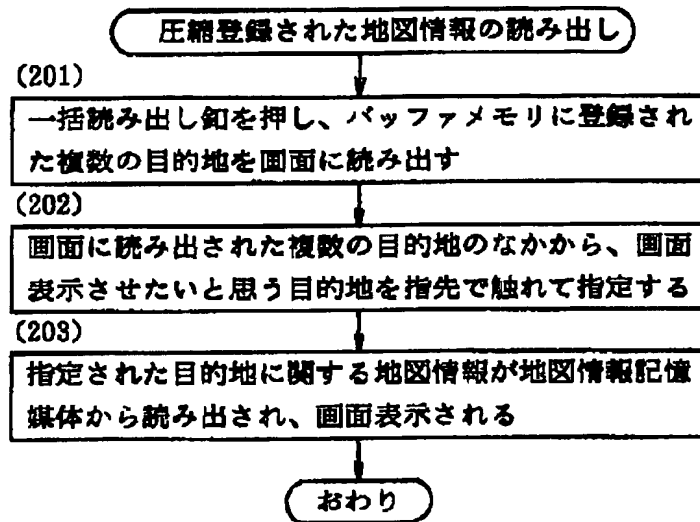 圧縮登録された地図情報の読み出し
(201)
一括読み出し釦を押し、バッファメモリに登録され
た複数の目的地を画面に読み出す
(202)
画面に読み出された複数の目的地のなかから、画面
表示させたいと思う目的地を指先で触れて指定する
(203)
指定された目的地に関する地図情報が地図情報記憶
媒体から読み出され、画面表示される
おわり